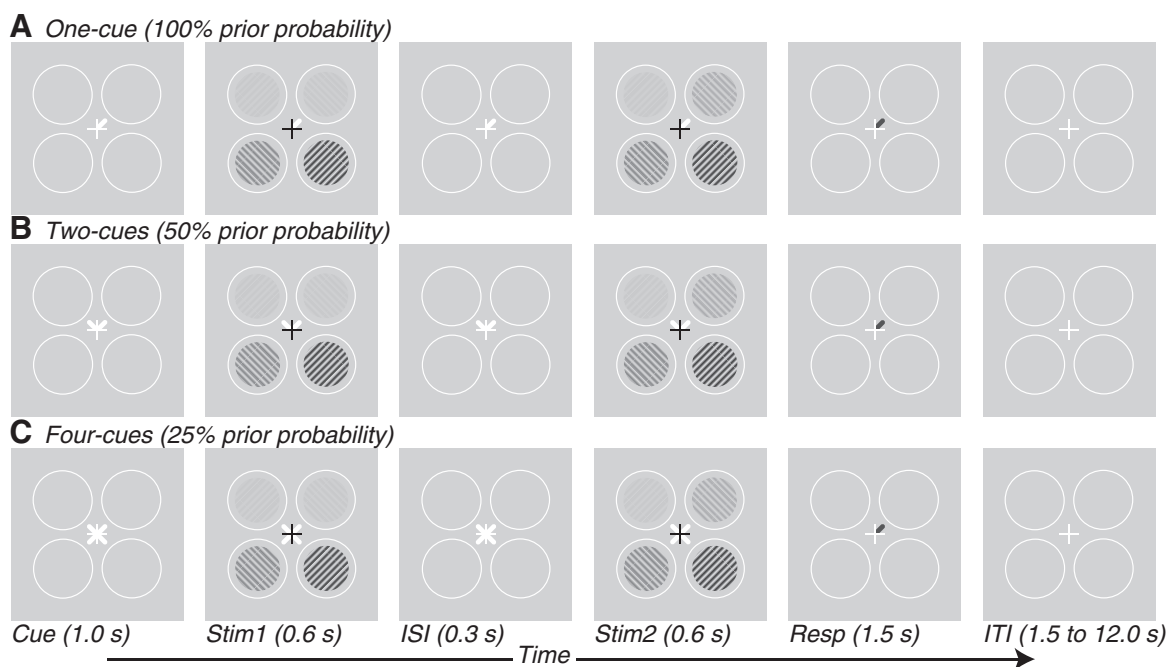 A One-cue (100% prior probability)
B Two-cues (50% prior probability)
C Four-cues (25% prior probability)
Cue (1.0 s) Stim1 (0.6 s) ISI (0.3 s) Stim2 (0.6 s) Resp (1.5 s) ITI (1.5 to 12.0 s)
Time